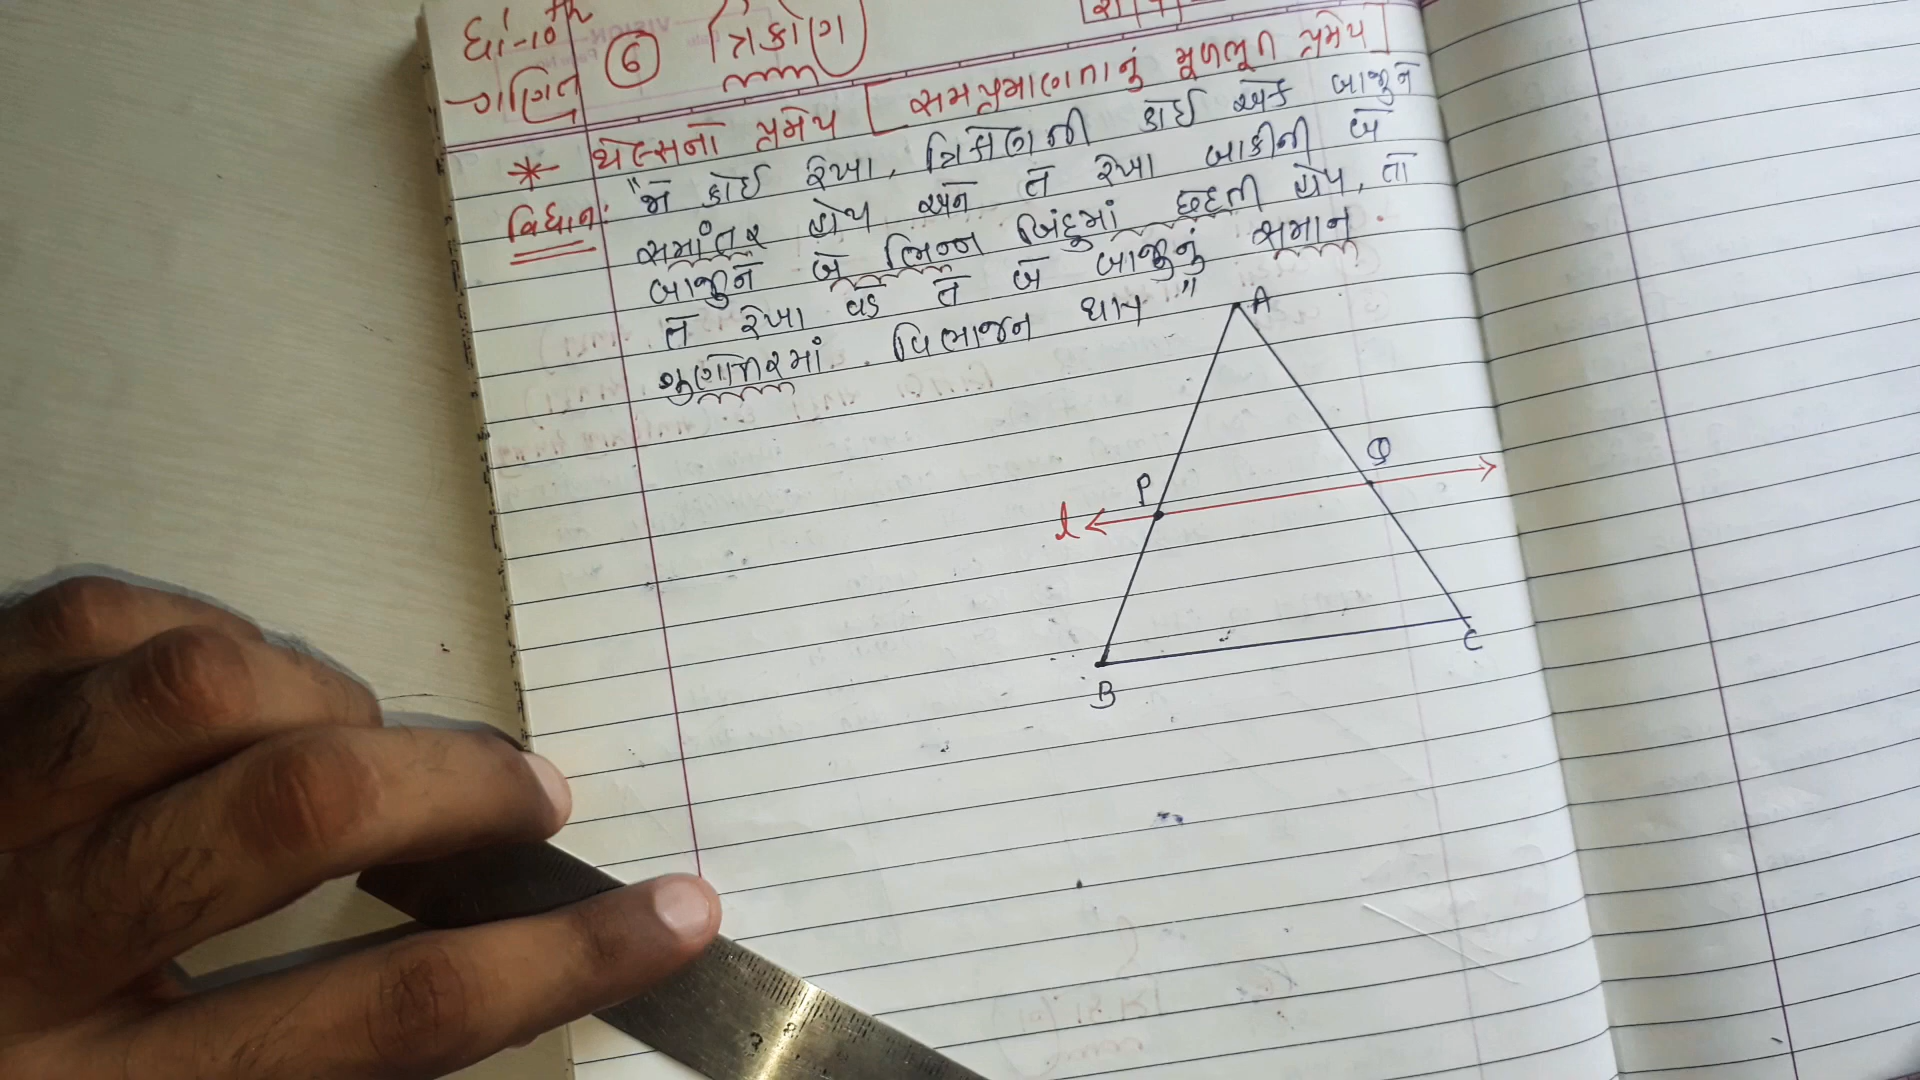 ધો-10th
ગણિત
6 ત્રિકોણ
* થેલ્સનો પ્રમેય [સમપ્રમાણતાનું મૂળભૂત પ્રમેય]
વિધાન: "જો કોઈ રેખા, ત્રિકોણની કોઈ એક બાજુને
સમાંતર હોય અને તે રેખા બાકીની બે
બાજુને બે ભિન્ન બિંદુમાં છેદતી હોય, તો
તે રેખા વડે તે બે બાજુનું સમાન
ગુણોત્તરમાં વિભાજન થાય"
A
Q
P
l
C
B